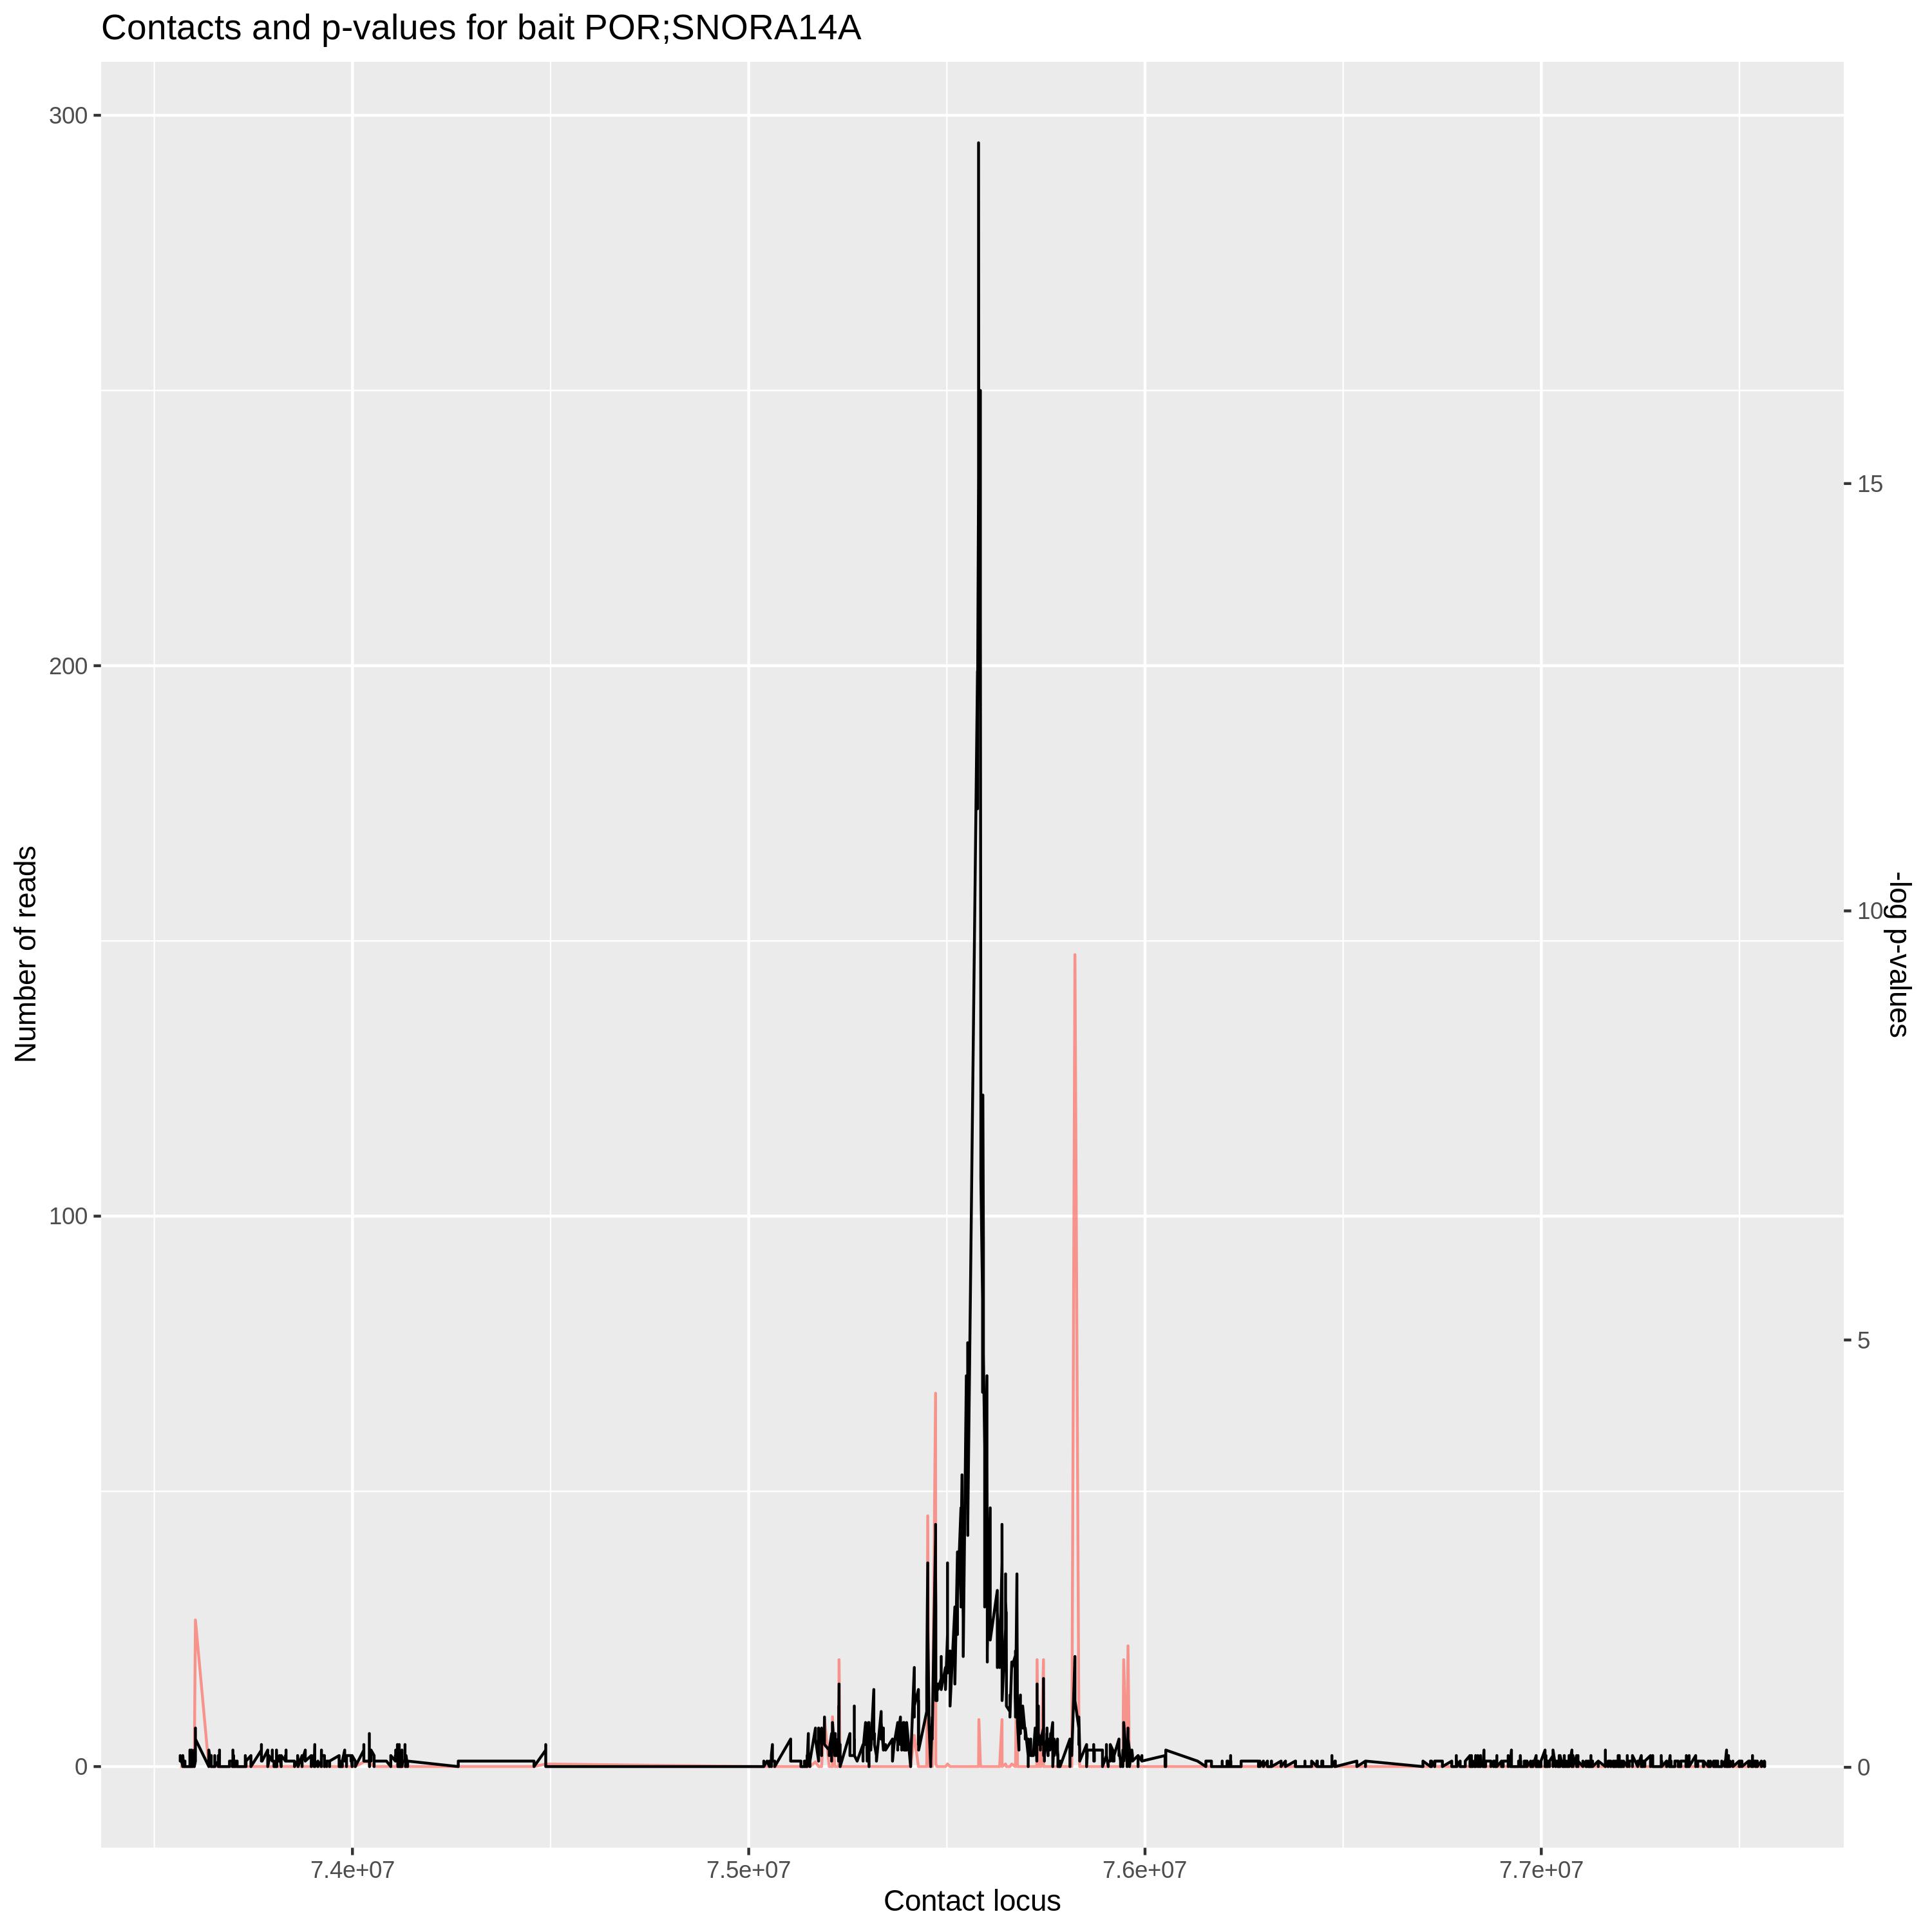 Contacts and p-values for bait POR;SNORA14A
300
200
100
0
Number of reads
15
10
5
0
-log p-values
7.4e+07
7.5e+07
7.6e+07
7.7e+07
Contact locus